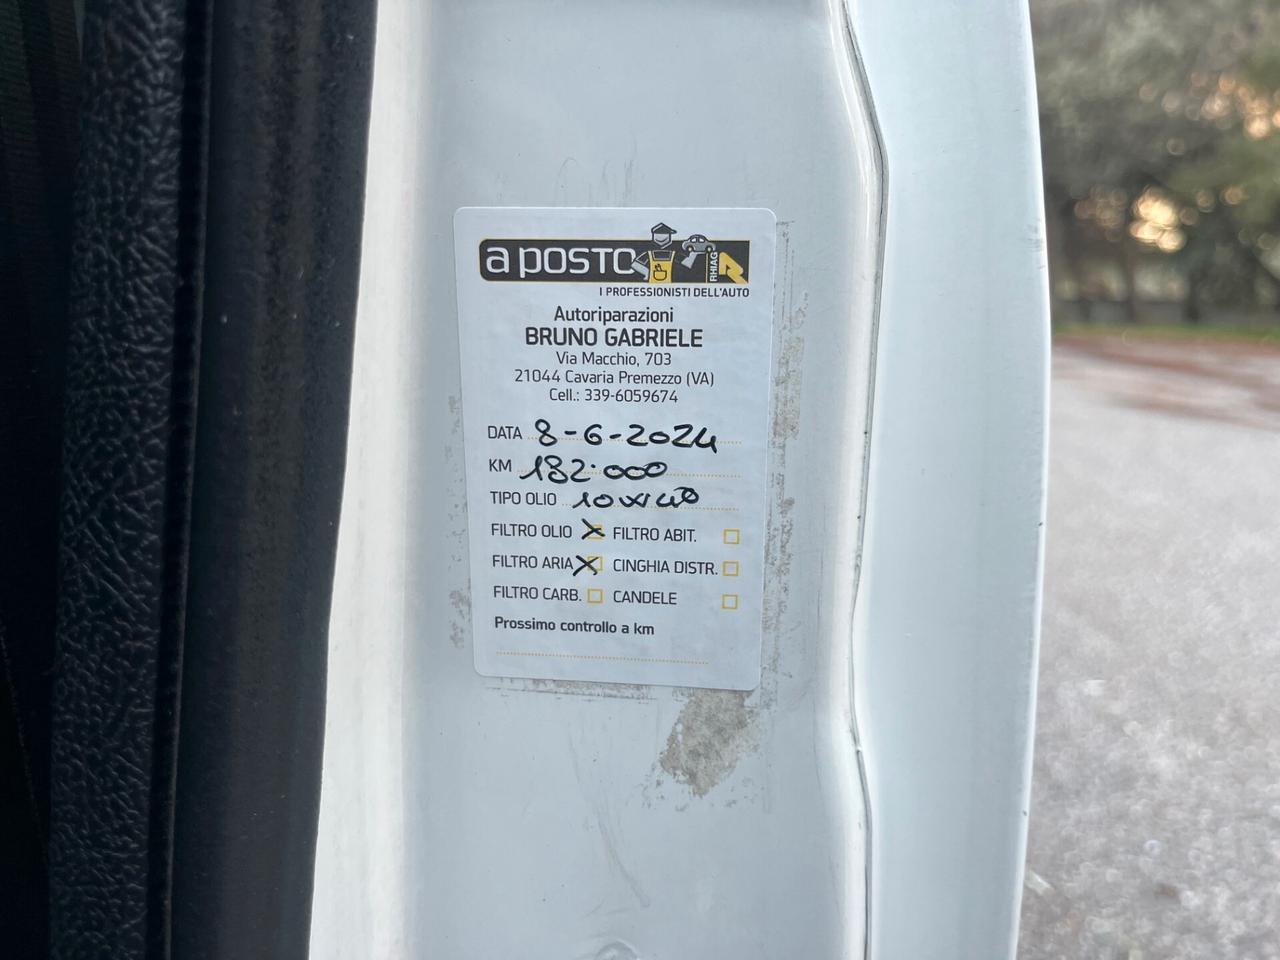 a POSTO
RHIAG
I PROFESSIONISTI DELL'AUTO
Autoriparazioni
BRUNO GABRIELE
Via Macchio, 703
21044 Cavaria Premezzo (VA)
Cell.: 339-6059674
DATA 8-6-2024
KM 182.000
TIPO OLIO 10W40
FILTRO OLIO X FILTRO ABIT.
FILTRO ARIA X CINGHIA DISTR.
FILTRO CARB. CANDELE
Prossimo controllo a km